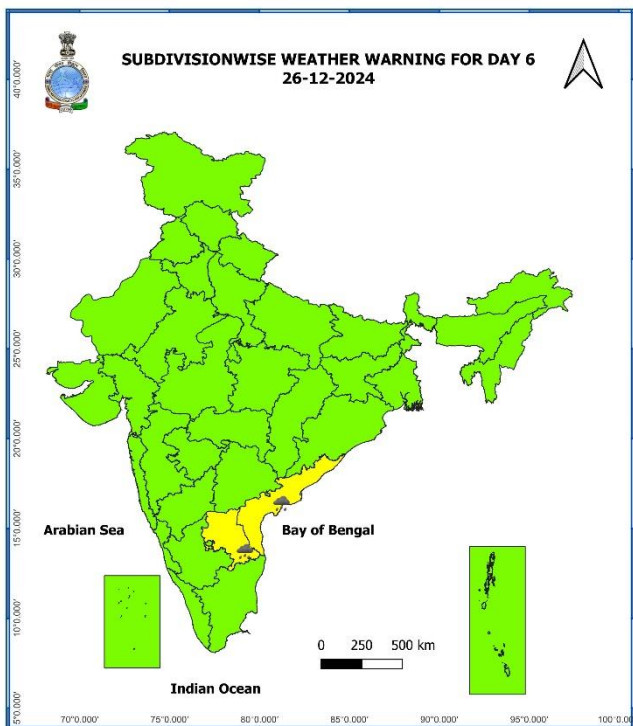 SUBDIVISIONWISE WEATHER WARNING FOR DAY 6
26-12-2024
40°0.000'
35°0.000'
30°0.000'
25°0.000'
20°0.000'
15°0.000'
10°0.000'
5°0.000'
Arabian Sea
Bay of Bengal
0 250 500 km
Indian Ocean
70°0.000' 75°0.000' 80°0.000' 85°0.000' 90°0.000' 95°0.000' 100°0.0